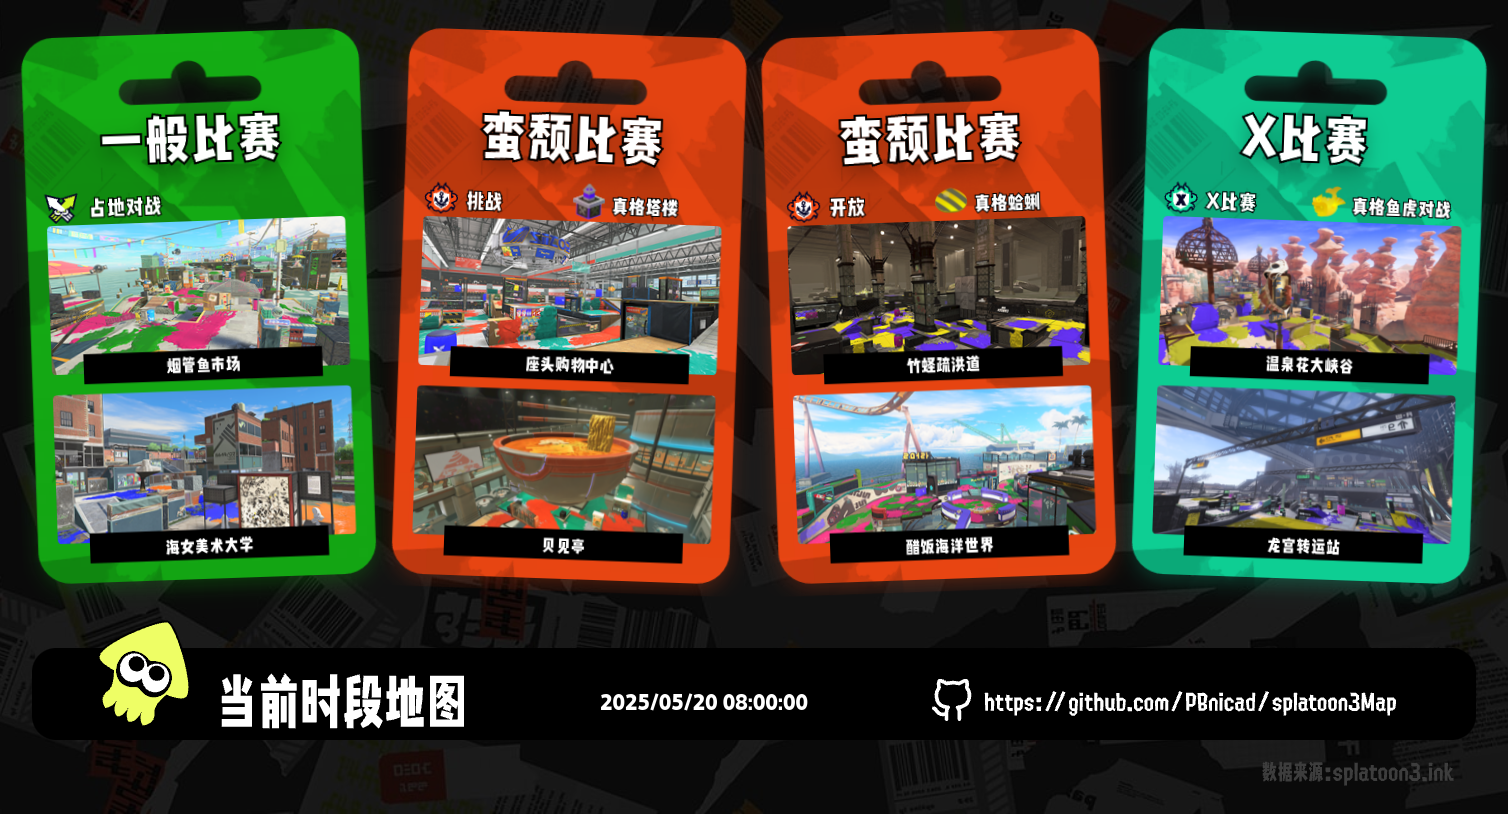 一般比赛
占地对战
烟管鱼市场
海女美术大学
蛮颓比赛
挑战
真格塔楼
座头购物中心
贝见亭
蛮颓比赛
开放
真格蛤蜊
竹蛏疏洪道
醋饭海洋世界
X比赛
X比赛
真格鱼虎对战
温泉花大峡谷
龙宫转运站
当前时段地图
2025/05/20 08:00:00
https://github.com/PBnicad/splatoon3Map
数据来源:splatoon3.ink